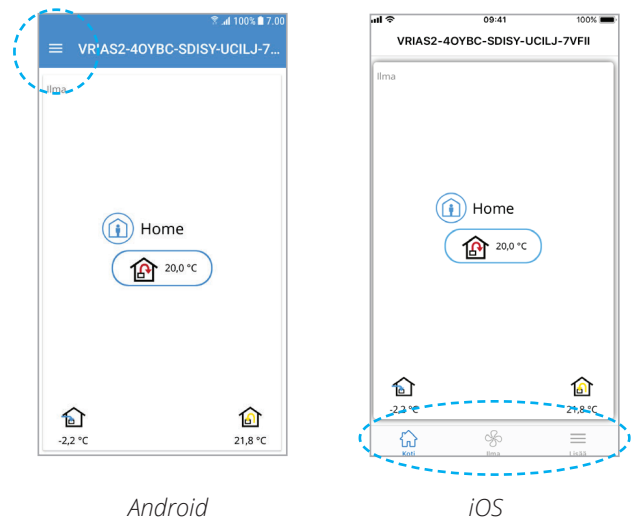 100% 7.00
VRIAS2-4OYBC-SDISY-UCILJ-7...
Ilma
Home
20,0 °C
-2,2 °C
21,8 °C
Android
09:41
100%
VRIAS2-4OYBC-SDISY-UCILJ-7VFII
Ilma
Home
20,0 °C
-2,2 °C
21,8 °C
Koti
Ilma
Lisää
iOS